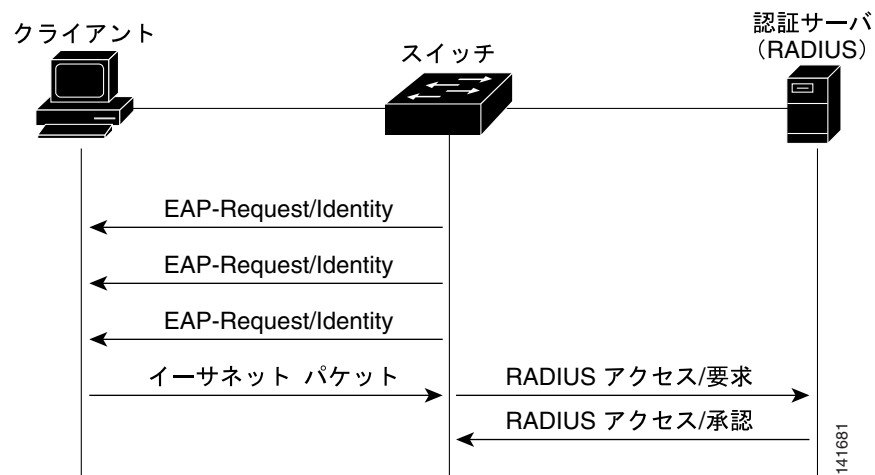 クライアント
スイッチ
認証サーバ
（RADIUS）
EAP-Request/Identity
EAP-Request/Identity
EAP-Request/Identity
イーサネット パケット
RADIUS アクセス/要求
RADIUS アクセス/承認
141681